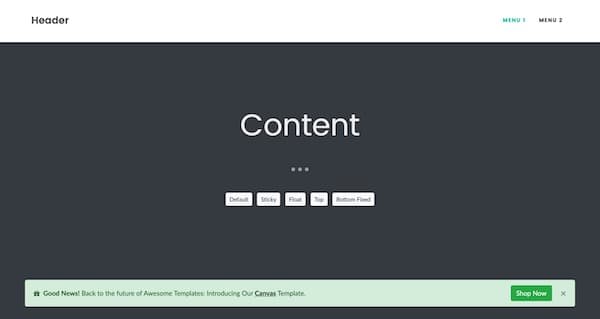 Header
MENU 1
MENU 2
Content
Default
Sticky
Float
Top
Bottom Fixed
Good News! Back to the future of Awesome Templates: Introducing Our Canvas Template.
Shop Now
×